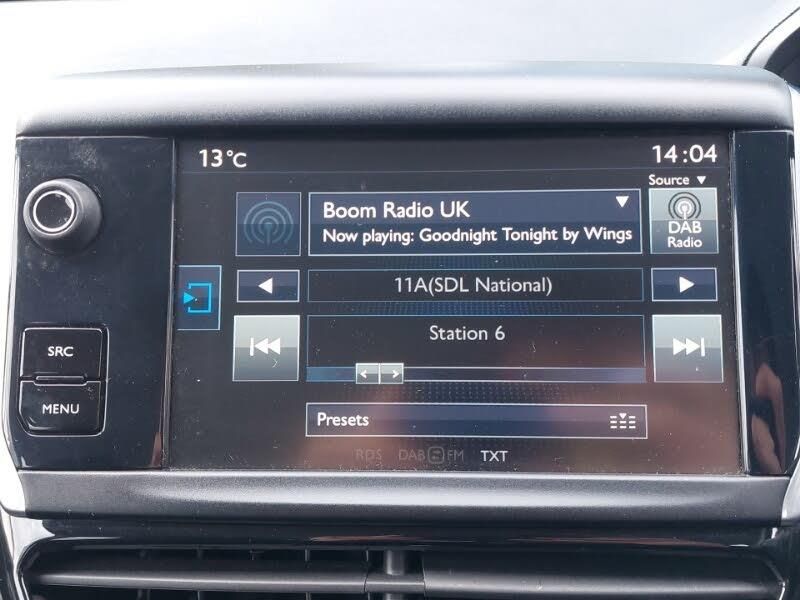 13°C
14:04
Source ▼
Boom Radio UK
Now playing: Goodnight Tonight by Wings
DAB
Radio
11A(SDL National)
Station 6
SRC
MENU
Presets
RDS DAB FM TXT